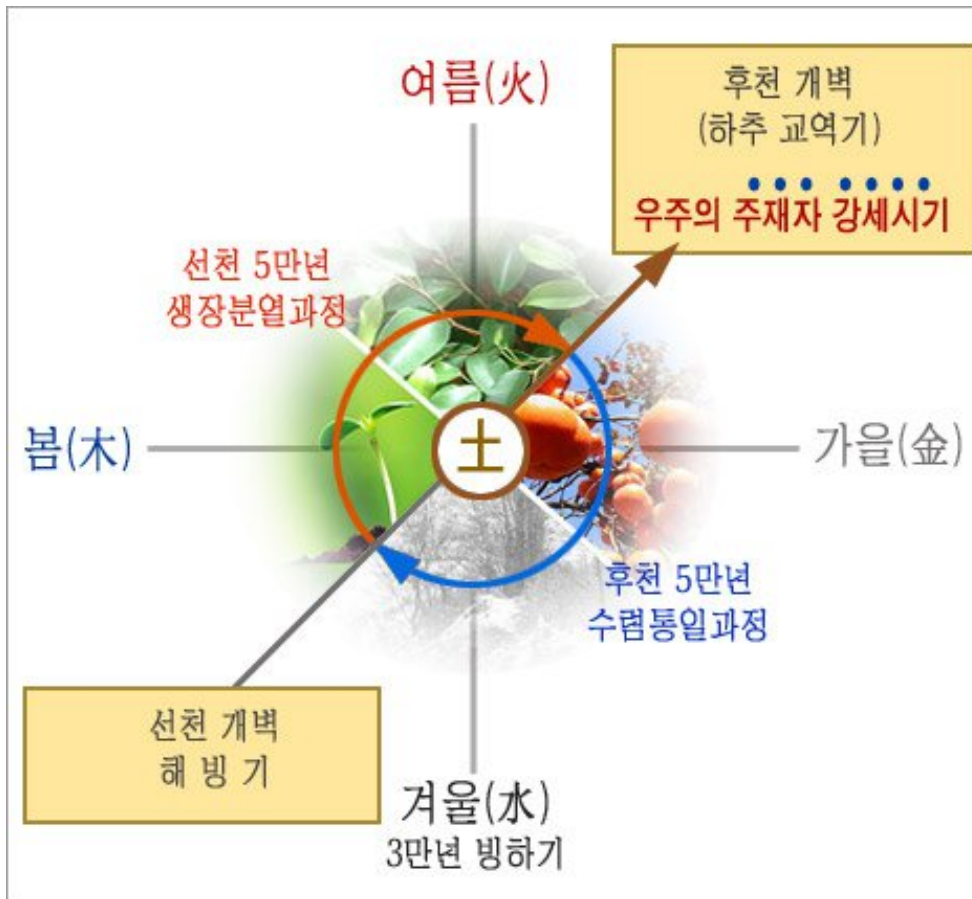 여름(火)
후천 개벽
(하추 교역기)
우주의 주재자 강세시기
선천 5만년
생장분열과정
봄(木)
土
가을(金)
후천 5만년
수렴통일과정
선천 개벽
해 빙 기
겨울(水)
3만년 빙하기